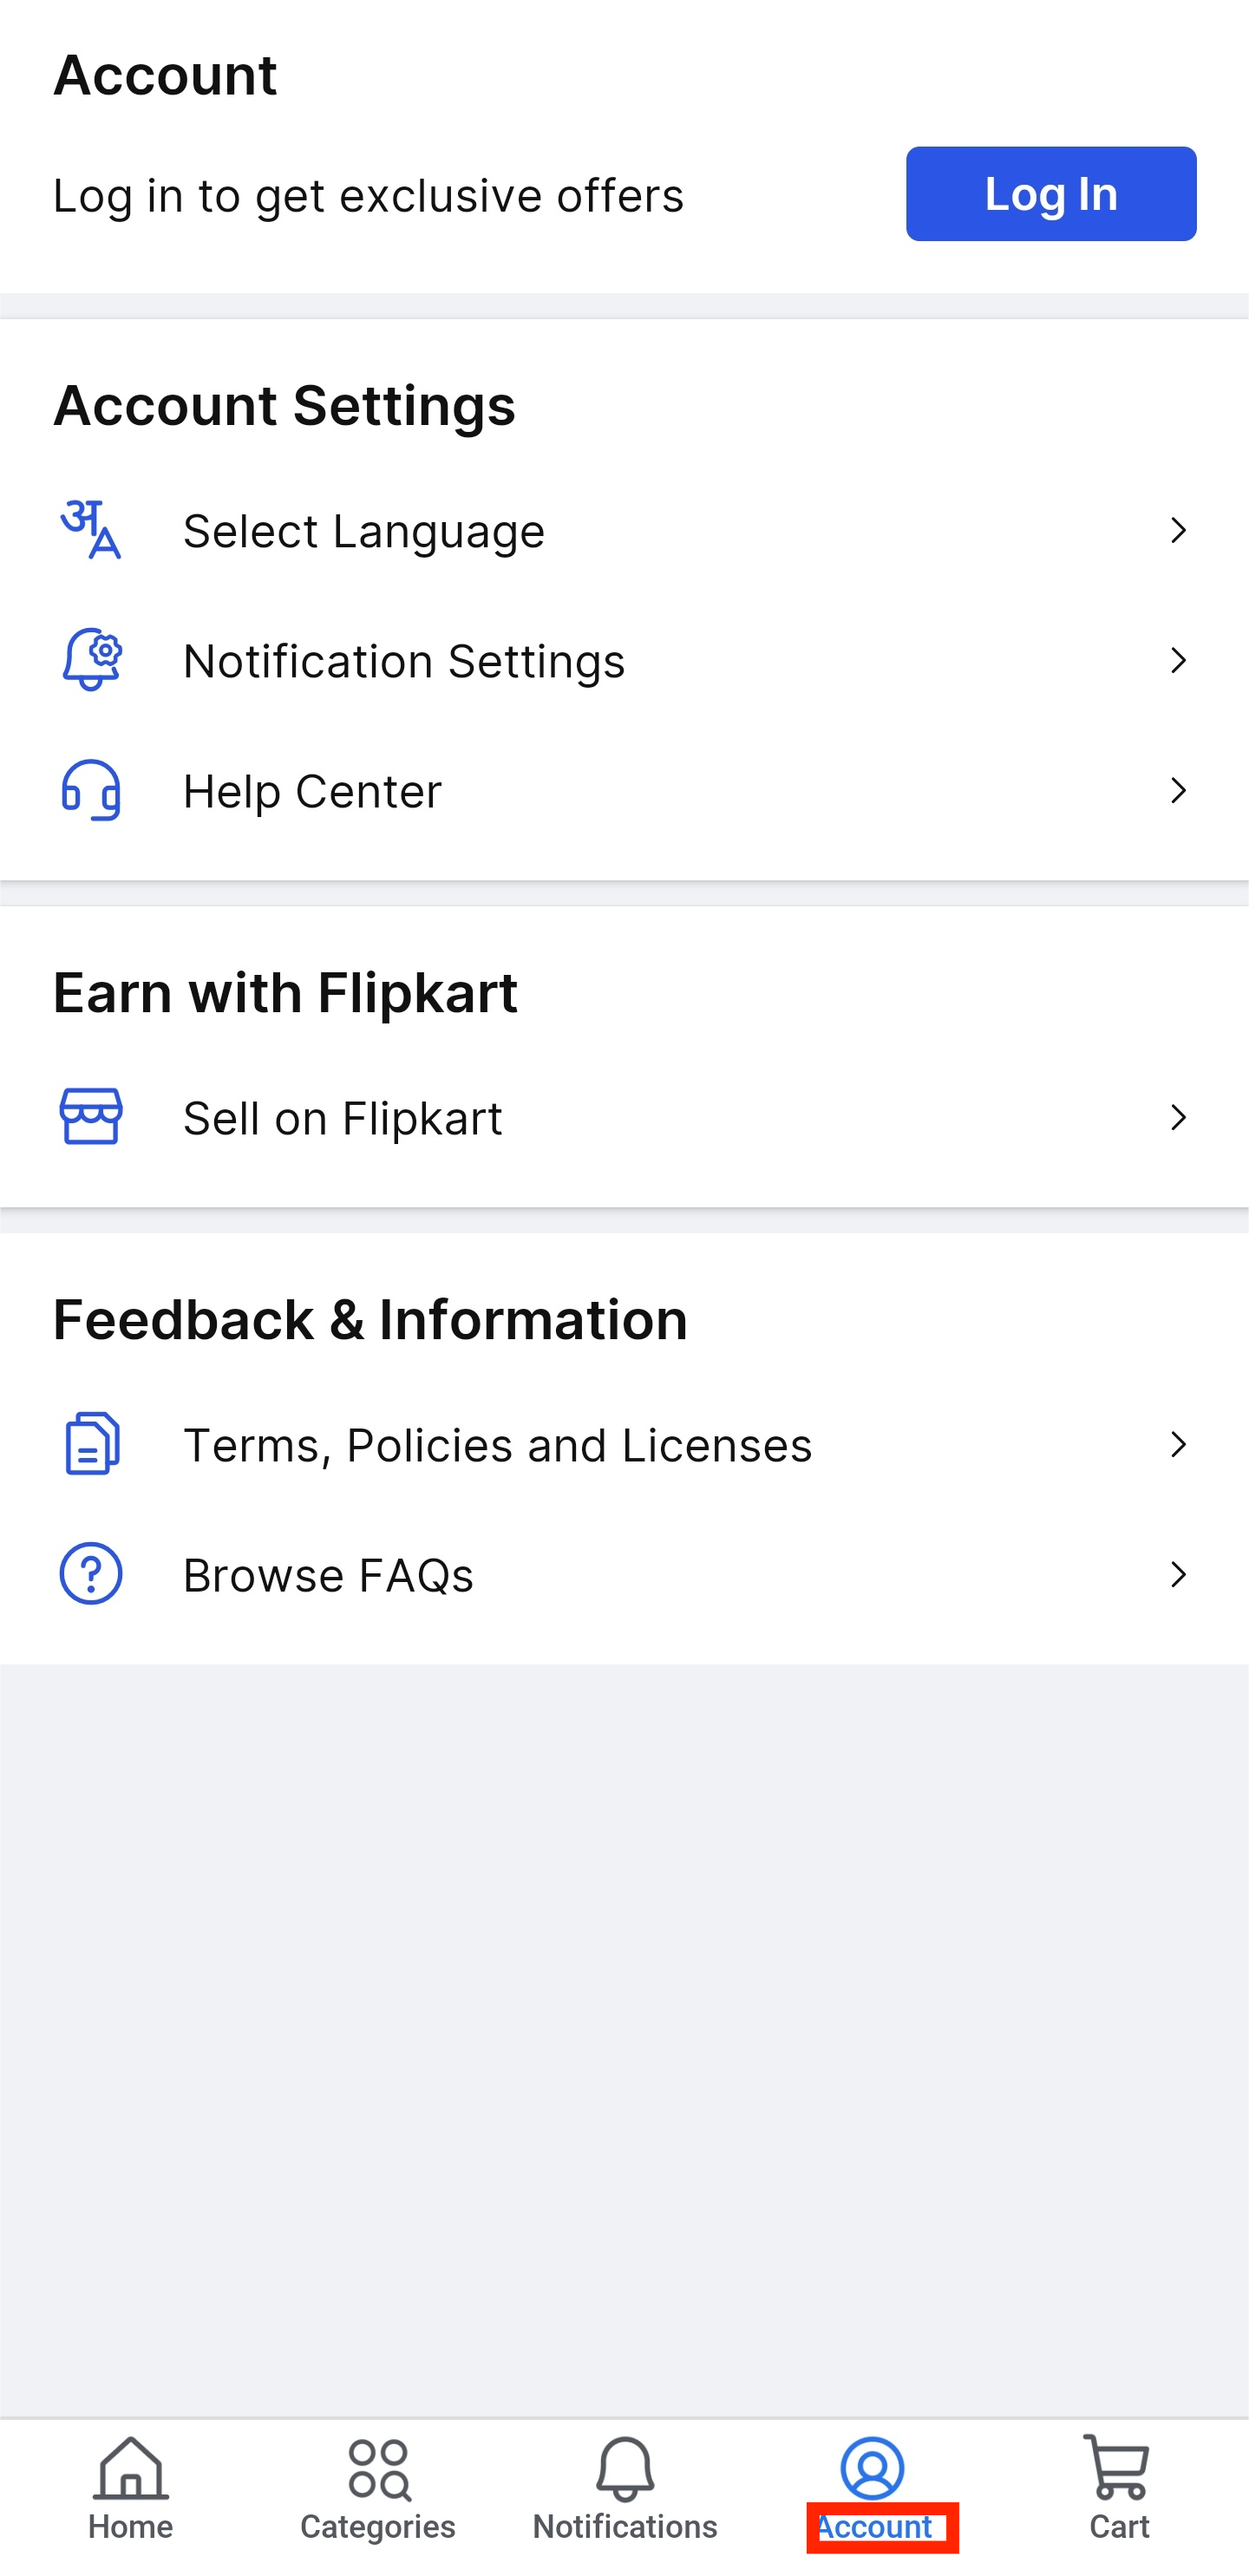 Account
Log in to get exclusive offers
Log In
Account Settings
Select Language
Notification Settings
Help Center
Earn with Flipkart
Sell on Flipkart
Feedback & Information
Terms, Policies and Licenses
Browse FAQs
Home
Categories
Notifications
Account
Cart